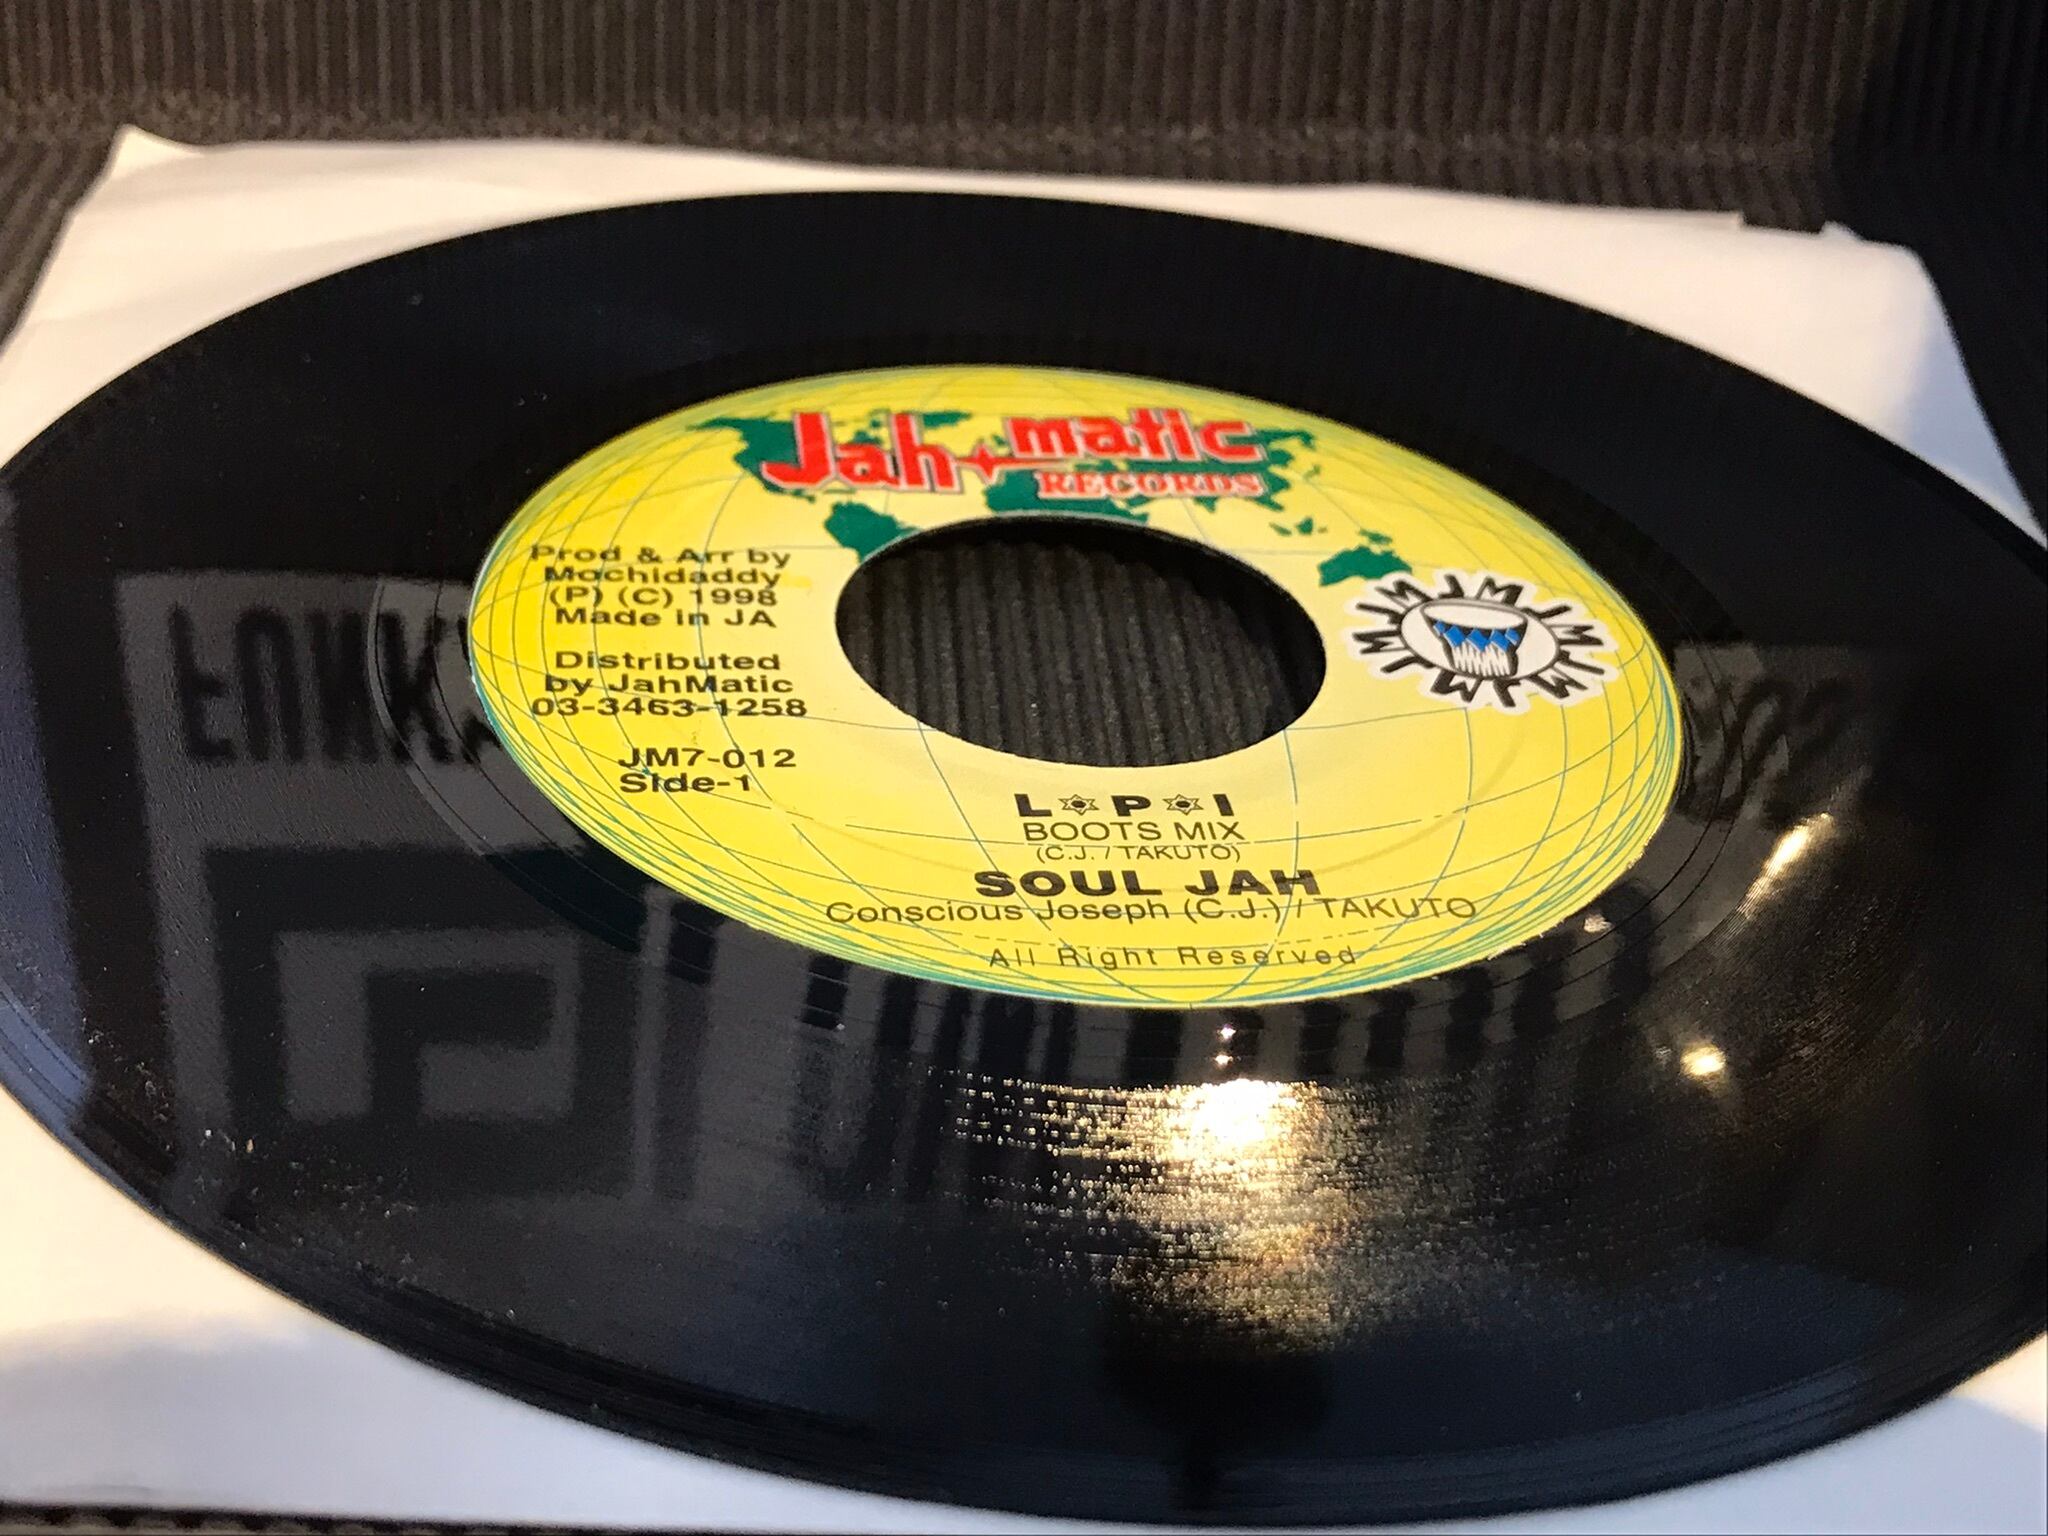 Jah matic
RECORDS
Prod & Arr by
Mochidaddy
(P) (C) 1998
Made in JA
Distributed
by JahMatic
03-3463-1258
JM7-012
Side-1
JMJMJMJMJMJM
L✡P✡I
BOOTS MIX
(C.J. / TAKUTO)
SOUL JAH
Conscious Joseph (C.J.) / TAKUTO
All Right Reserved